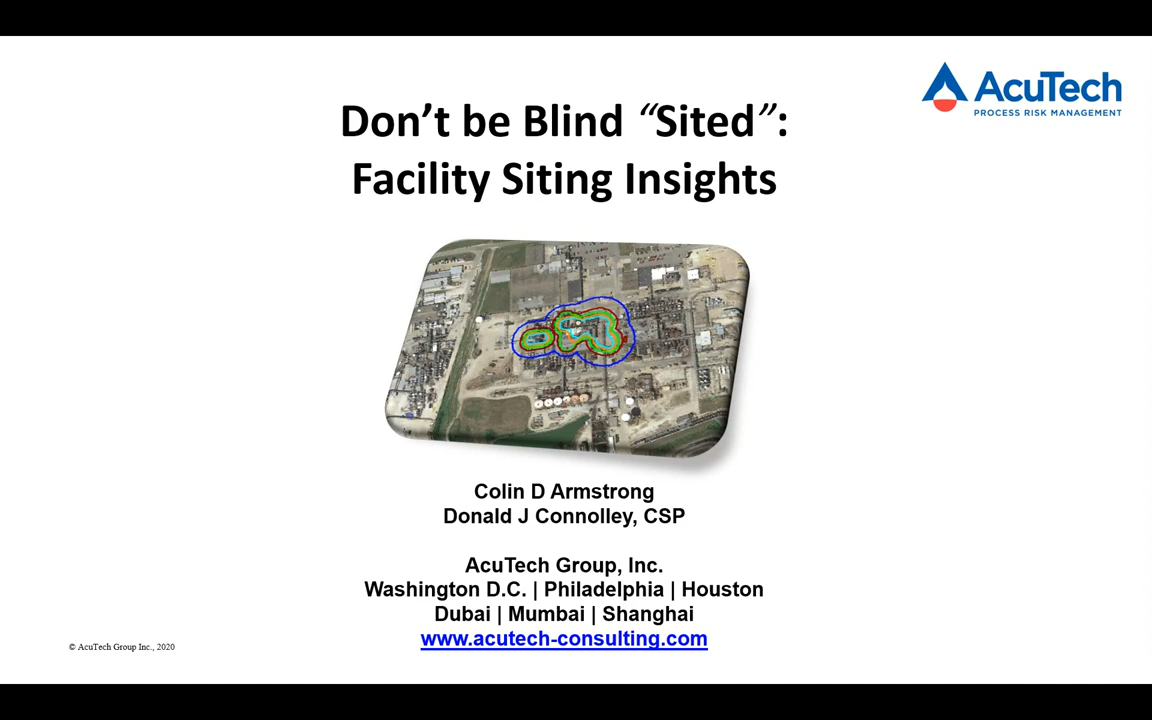 AcuTech
PROCESS RISK MANAGEMENT
Don’t be Blind “Sited”:
Facility Siting Insights
Colin D Armstrong
Donald J Connolley, CSP
AcuTech Group, Inc.
Washington D.C. | Philadelphia | Houston
Dubai | Mumbai | Shanghai
www.acutech-consulting.com
© AcuTech Group Inc., 2020